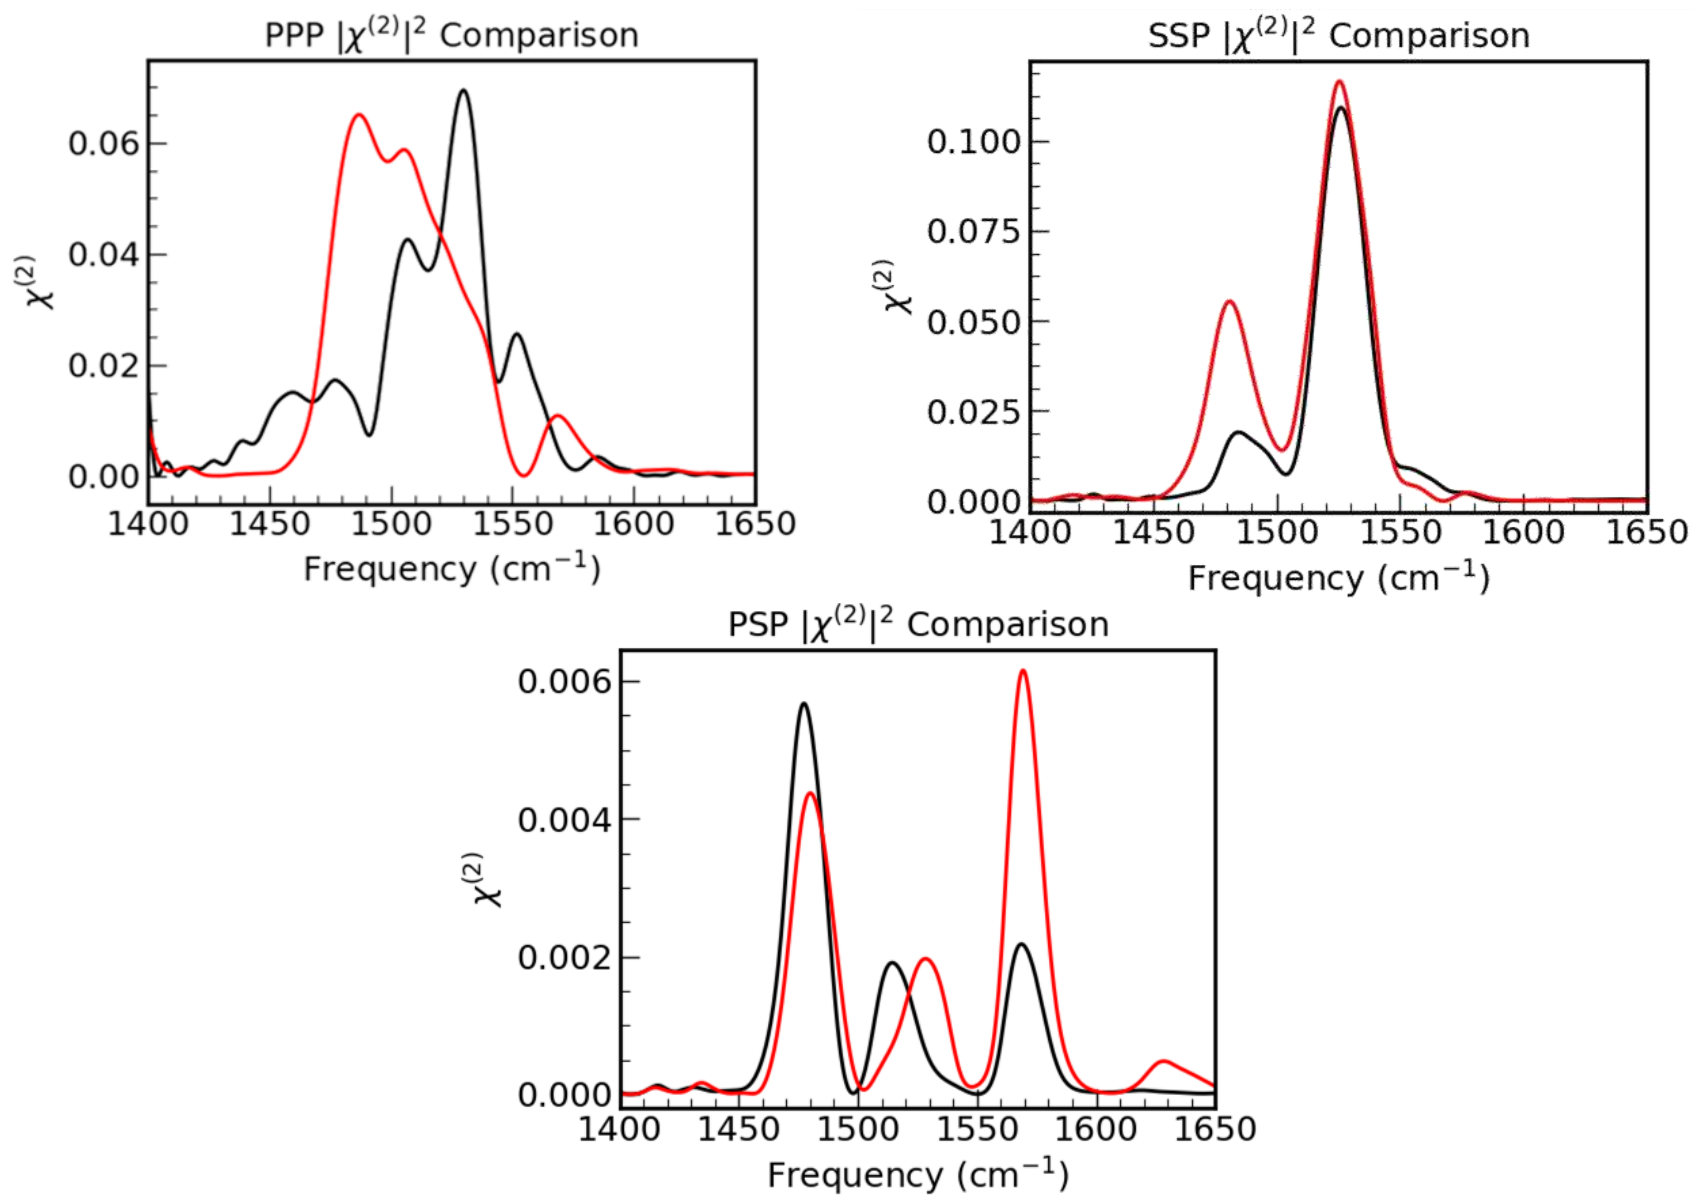 PPP |χ(2)|2 Comparison
χ(2)
0.06
0.04
0.02
0.00
1400 1450 1500 1550 1600 1650
Frequency (cm−1)
SSP |χ(2)|2 Comparison
χ(2)
0.100
0.075
0.050
0.025
0.000
1400 1450 1500 1550 1600 1650
Frequency (cm−1)
PSP |χ(2)|2 Comparison
χ(2)
0.006
0.004
0.002
0.000
1400 1450 1500 1550 1600 1650
Frequency (cm−1)